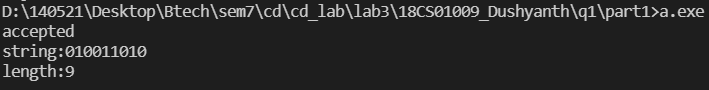 D:\140521\Desktop\Btech\sem7\cd\cd_lab\lab3\18CS01009_Dushyanth\q1\part1>a.exe
accepted
string:010011010
length:9